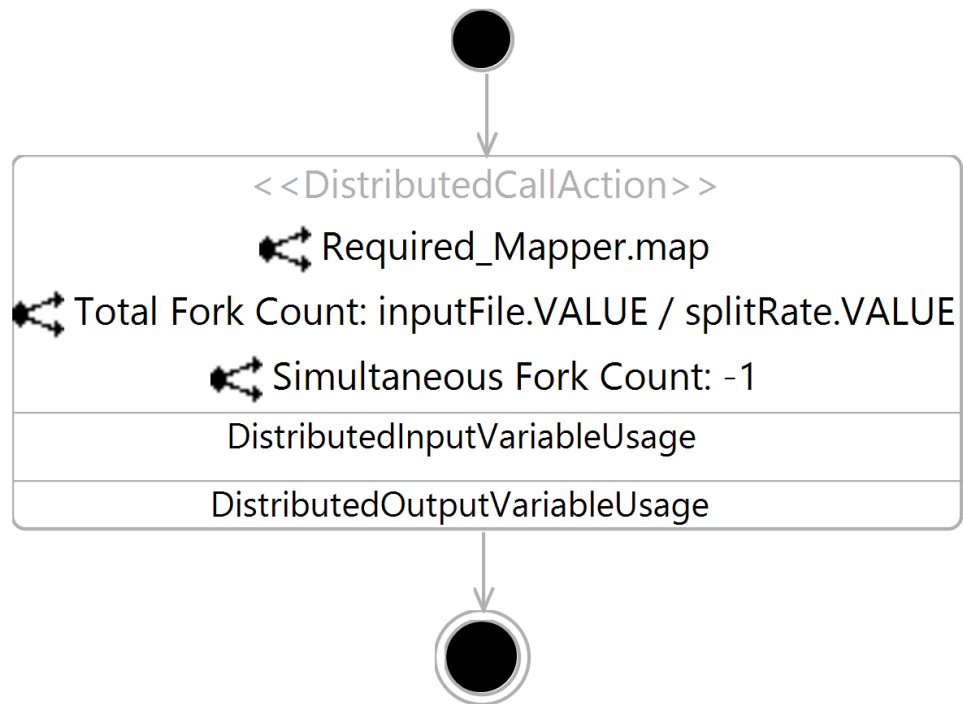 <<DistributedCallAction>>
Required_Mapper.map
Total Fork Count: inputFile.VALUE / splitRate.VALUE
Simultaneous Fork Count: -1
DistributedInputVariableUsage
DistributedOutputVariableUsage